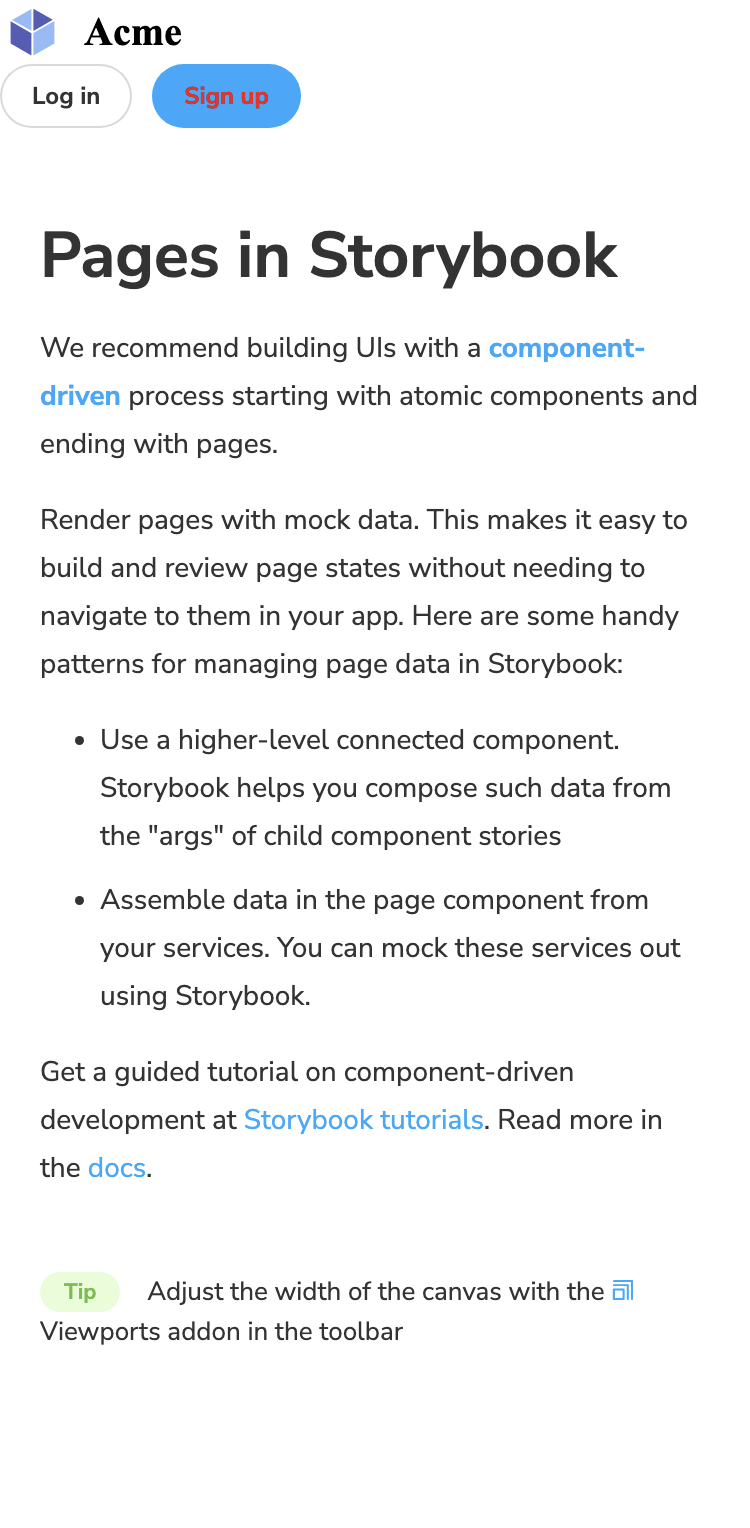 Acme
Log in
Sign up
Pages in Storybook
We recommend building UIs with a component-
driven process starting with atomic components and
ending with pages.
Render pages with mock data. This makes it easy to
build and review page states without needing to
navigate to them in your app. Here are some handy
patterns for managing page data in Storybook:
• Use a higher-level connected component.
Storybook helps you compose such data from
the "args" of child component stories
• Assemble data in the page component from
your services. You can mock these services out
using Storybook.
Get a guided tutorial on component-driven
development at Storybook tutorials. Read more in
the docs.
Tip Adjust the width of the canvas with the
Viewports addon in the toolbar